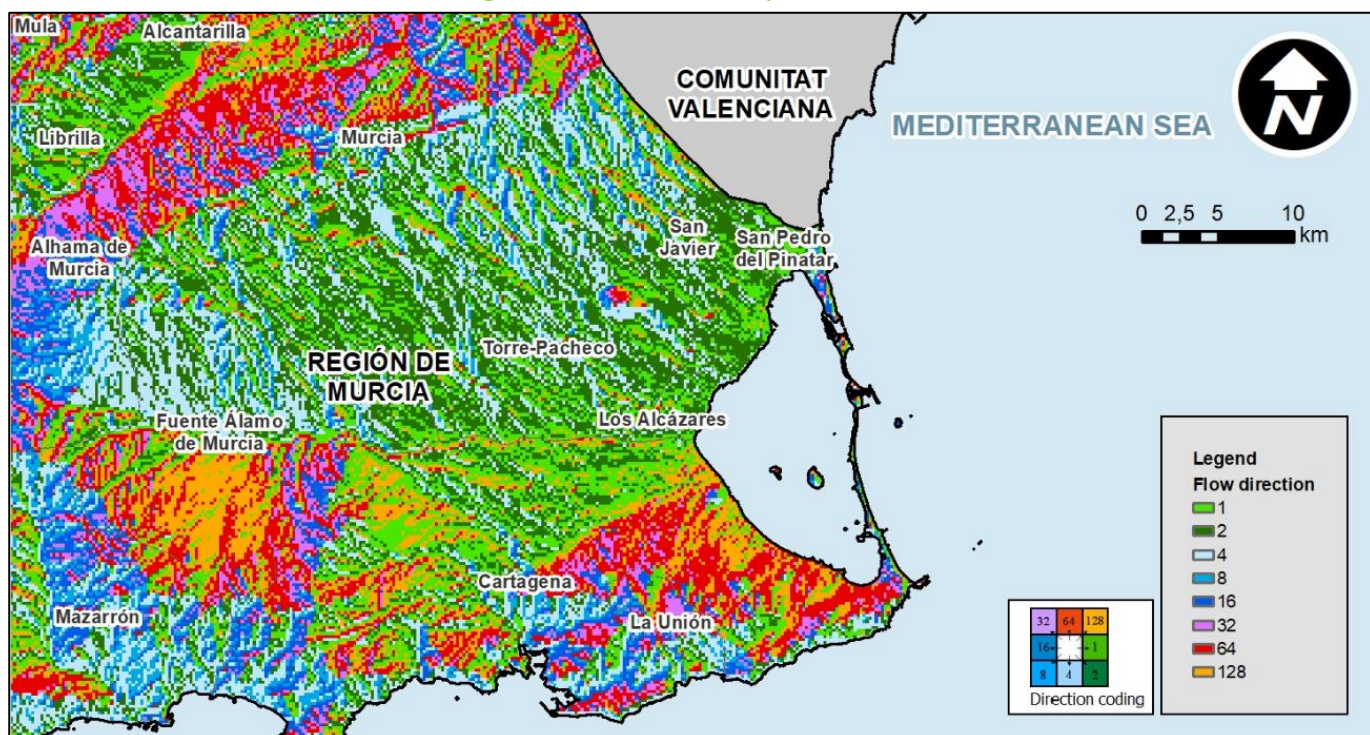 Mula
Alcantarilla
COMUNITAT
VALENCIANA
MEDITERRANEAN SEA
N
Librilla
Murcia
0 2,5 5 10
km
San
Javier
San Pedro
del Pinatar
Alhama de
Murcia
REGIÓN DE
MURCIA
Torre-Pacheco
Fuente Álamo
de Murcia
Los Alcázares
Cartagena
Mazarrón
La Unión
32 64 128
16 1
8 4 2
Direction coding
Legend
Flow direction
1
2
4
8
16
32
64
128